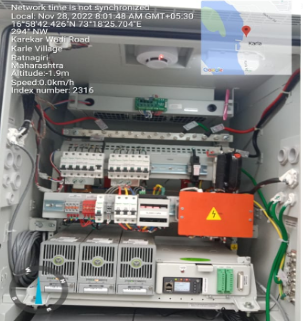 Network time is not synchronized
Local: Nov 28, 2022 8:01:48 AM GMT+05:30
16°58'42.426"N 73°18'25.704"E
294° NW
Karekar Wadi Road
Karle Village
Ratnagiri
Maharashtra
Altitude:-1.9m
Speed:0.0km/h
Index number: 2316